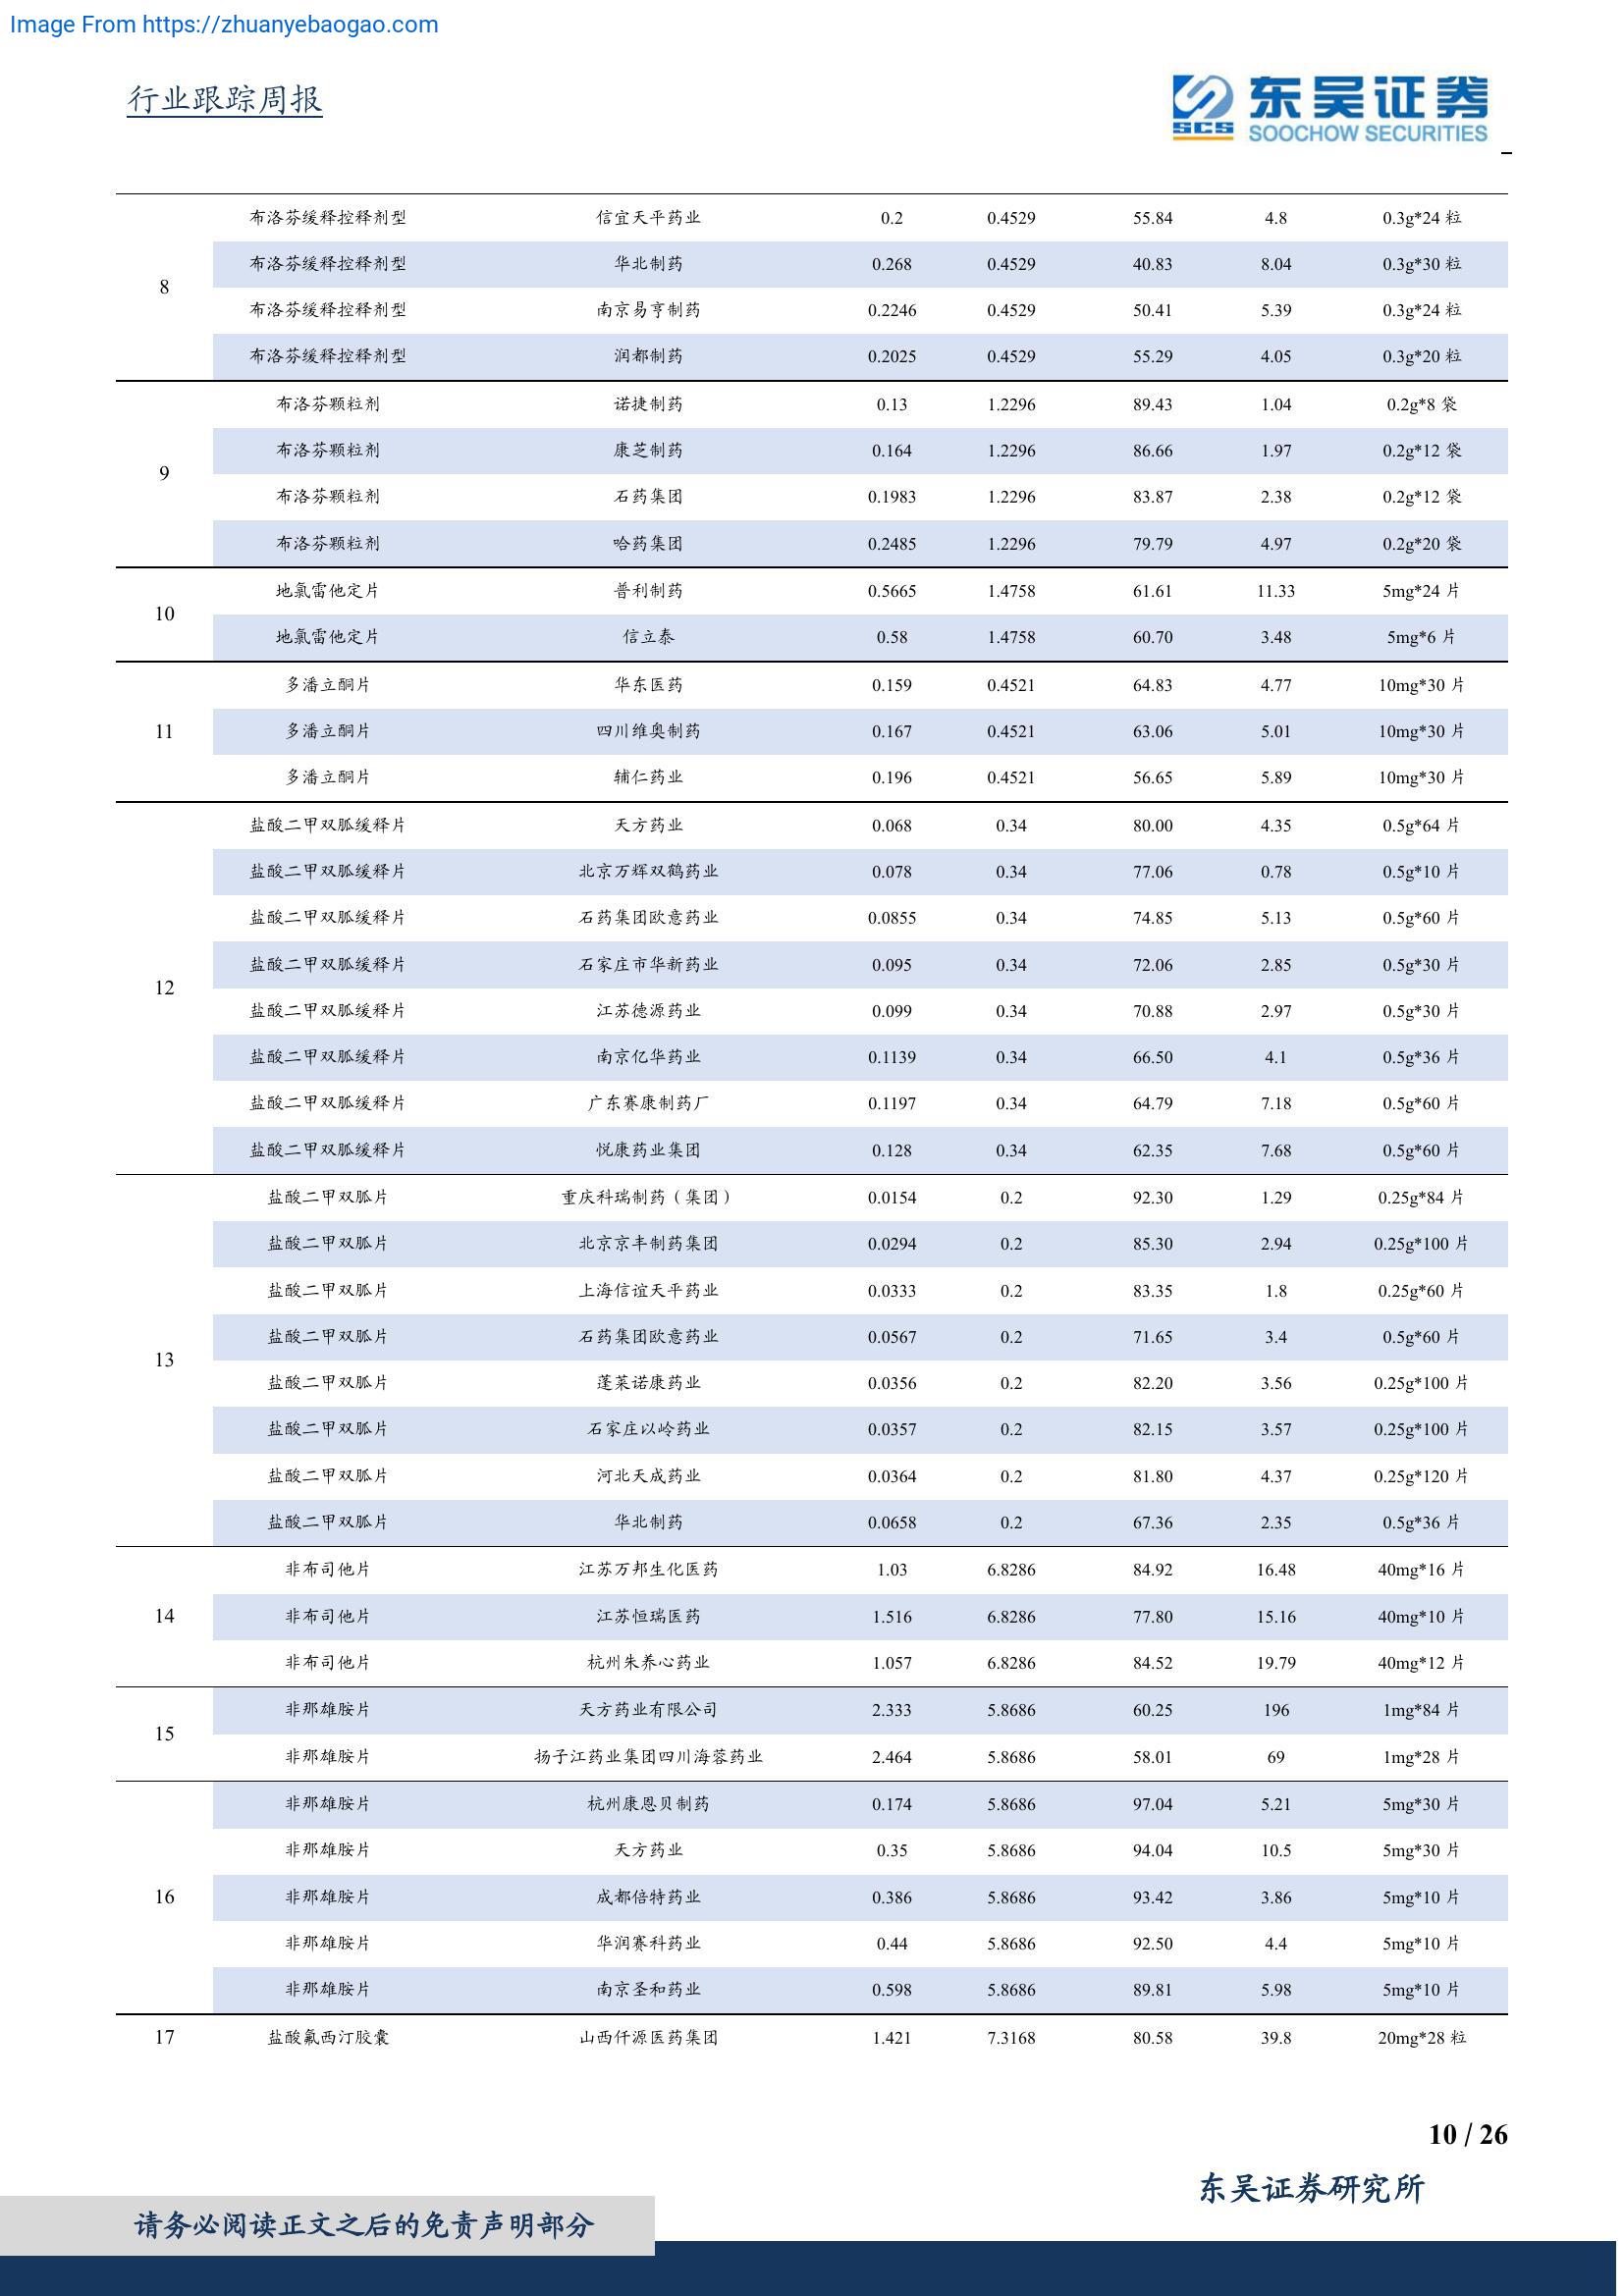 Image From https://zhuanyebaogao.com
行业跟踪周报
东吴证券
SCS SOOCHOW SECURITIES
布洛芬缓释控释剂型 信宜天平药业 0.2 0.4529 55.84 4.8 0.3g*24 粒
布洛芬缓释控释剂型 华北制药 0.268 0.4529 40.83 8.04 0.3g*30 粒
8
布洛芬缓释控释剂型 南京易亨制药 0.2246 0.4529 50.41 5.39 0.3g*24 粒
布洛芬缓释控释剂型 润都制药 0.2025 0.4529 55.29 4.05 0.3g*20 粒
布洛芬颗粒剂 诺捷制药 0.13 1.2296 89.43 1.04 0.2g*8 袋
布洛芬颗粒剂 康芝制药 0.164 1.2296 86.66 1.97 0.2g*12 袋
9
布洛芬颗粒剂 石药集团 0.1983 1.2296 83.87 2.38 0.2g*12 袋
布洛芬颗粒剂 哈药集团 0.2485 1.2296 79.79 4.97 0.2g*20 袋
地氯雷他定片 普利制药 0.5665 1.4758 61.61 11.33 5mg*24 片
10
地氯雷他定片 信立泰 0.58 1.4758 60.70 3.48 5mg*6 片
多潘立酮片 华东医药 0.159 0.4521 64.83 4.77 10mg*30 片
11 多潘立酮片 四川维奥制药 0.167 0.4521 63.06 5.01 10mg*30 片
多潘立酮片 辅仁药业 0.196 0.4521 56.65 5.89 10mg*30 片
盐酸二甲双胍缓释片 天方药业 0.068 0.34 80.00 4.35 0.5g*64 片
盐酸二甲双胍缓释片 北京万辉双鹤药业 0.078 0.34 77.06 0.78 0.5g*10 片
盐酸二甲双胍缓释片 石药集团欧意药业 0.0855 0.34 74.85 5.13 0.5g*60 片
盐酸二甲双胍缓释片 石家庄市华新药业 0.095 0.34 72.06 2.85 0.5g*30 片
12
盐酸二甲双胍缓释片 江苏德源药业 0.099 0.34 70.88 2.97 0.5g*30 片
盐酸二甲双胍缓释片 南京亿华药业 0.1139 0.34 66.50 4.1 0.5g*36 片
盐酸二甲双胍缓释片 广东赛康制药厂 0.1197 0.34 64.79 7.18 0.5g*60 片
盐酸二甲双胍缓释片 悦康药业集团 0.128 0.34 62.35 7.68 0.5g*60 片
盐酸二甲双胍片 重庆科瑞制药（集团） 0.0154 0.2 92.30 1.29 0.25g*84 片
盐酸二甲双胍片 北京京丰制药集团 0.0294 0.2 85.30 2.94 0.25g*100 片
盐酸二甲双胍片 上海信谊天平药业 0.0333 0.2 83.35 1.8 0.25g*60 片
盐酸二甲双胍片 石药集团欧意药业 0.0567 0.2 71.65 3.4 0.5g*60 片
13
盐酸二甲双胍片 蓬莱诺康药业 0.0356 0.2 82.20 3.56 0.25g*100 片
盐酸二甲双胍片 石家庄以岭药业 0.0357 0.2 82.15 3.57 0.25g*100 片
盐酸二甲双胍片 河北天成药业 0.0364 0.2 81.80 4.37 0.25g*120 片
盐酸二甲双胍片 华北制药 0.0658 0.2 67.36 2.35 0.5g*36 片
非布司他片 江苏万邦生化医药 1.03 6.8286 84.92 16.48 40mg*16 片
14 非布司他片 江苏恒瑞医药 1.516 6.8286 77.80 15.16 40mg*10 片
非布司他片 杭州朱养心药业 1.057 6.8286 84.52 19.79 40mg*12 片
非那雄胺片 天方药业有限公司 2.333 5.8686 60.25 196 1mg*84 片
15
非那雄胺片 扬子江药业集团四川海蓉药业 2.464 5.8686 58.01 69 1mg*28 片
非那雄胺片 杭州康恩贝制药 0.174 5.8686 97.04 5.21 5mg*30 片
非那雄胺片 天方药业 0.35 5.8686 94.04 10.5 5mg*30 片
16 非那雄胺片 成都倍特药业 0.386 5.8686 93.42 3.86 5mg*10 片
非那雄胺片 华润赛科药业 0.44 5.8686 92.50 4.4 5mg*10 片
非那雄胺片 南京圣和药业 0.598 5.8686 89.81 5.98 5mg*10 片
17 盐酸氟西汀胶囊 山西仟源医药集团 1.421 7.3168 80.58 39.8 20mg*28 粒
10 / 26
东吴证券研究所
请务必阅读正文之后的免责声明部分